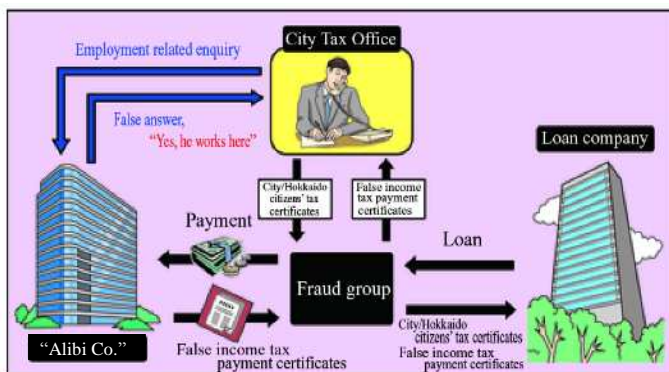 City Tax Office
Employment related enquiry
False answer,
"Yes, he works here"
Loan company
City/Hokkaido
citizens' tax
certificates
False income
tax payment
certificates
Payment
Loan
Fraud group
"Alibi Co."
False income tax
payment certificates
City/Hokkaido
citizens' tax certificates
False income tax
payment certificates